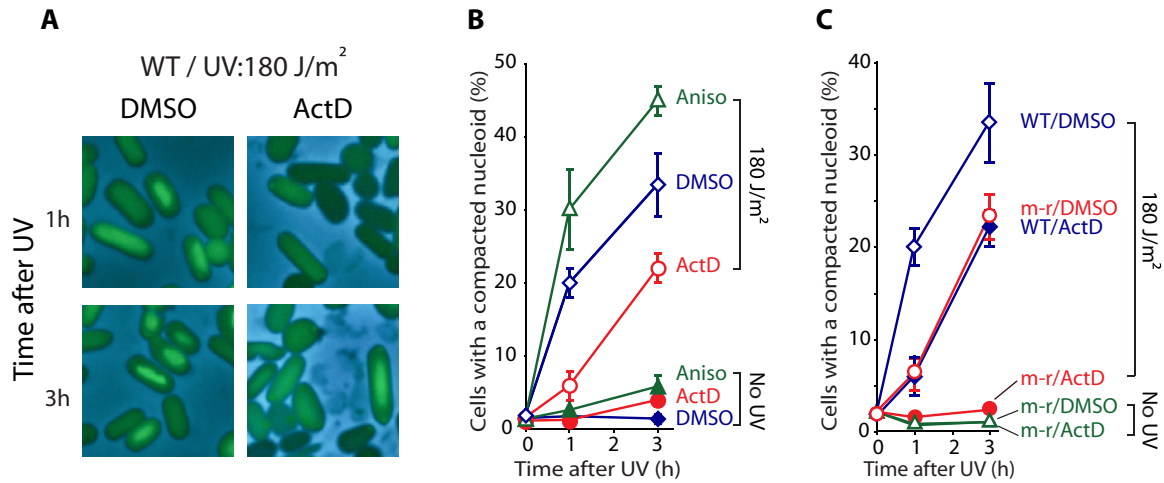 A
WT / UV:180 J/m²
DMSO
ActD
Time after UV
1h
3h
B
Cells with a compacted nucleoid (%)
50
40
30
20
10
0
0
1
2
3
Time after UV (h)
Aniso
DMSO
ActD
180 J/m²
Aniso
ActD
DMSO
No UV
C
Cells with a compacted nucleoid (%)
40
30
20
10
0
0
1
2
3
Time after UV (h)
WT/DMSO
m-r/DMSO
WT/ActD
180 J/m²
m-r/ActD
m-r/DMSO
m-r/ActD
No UV